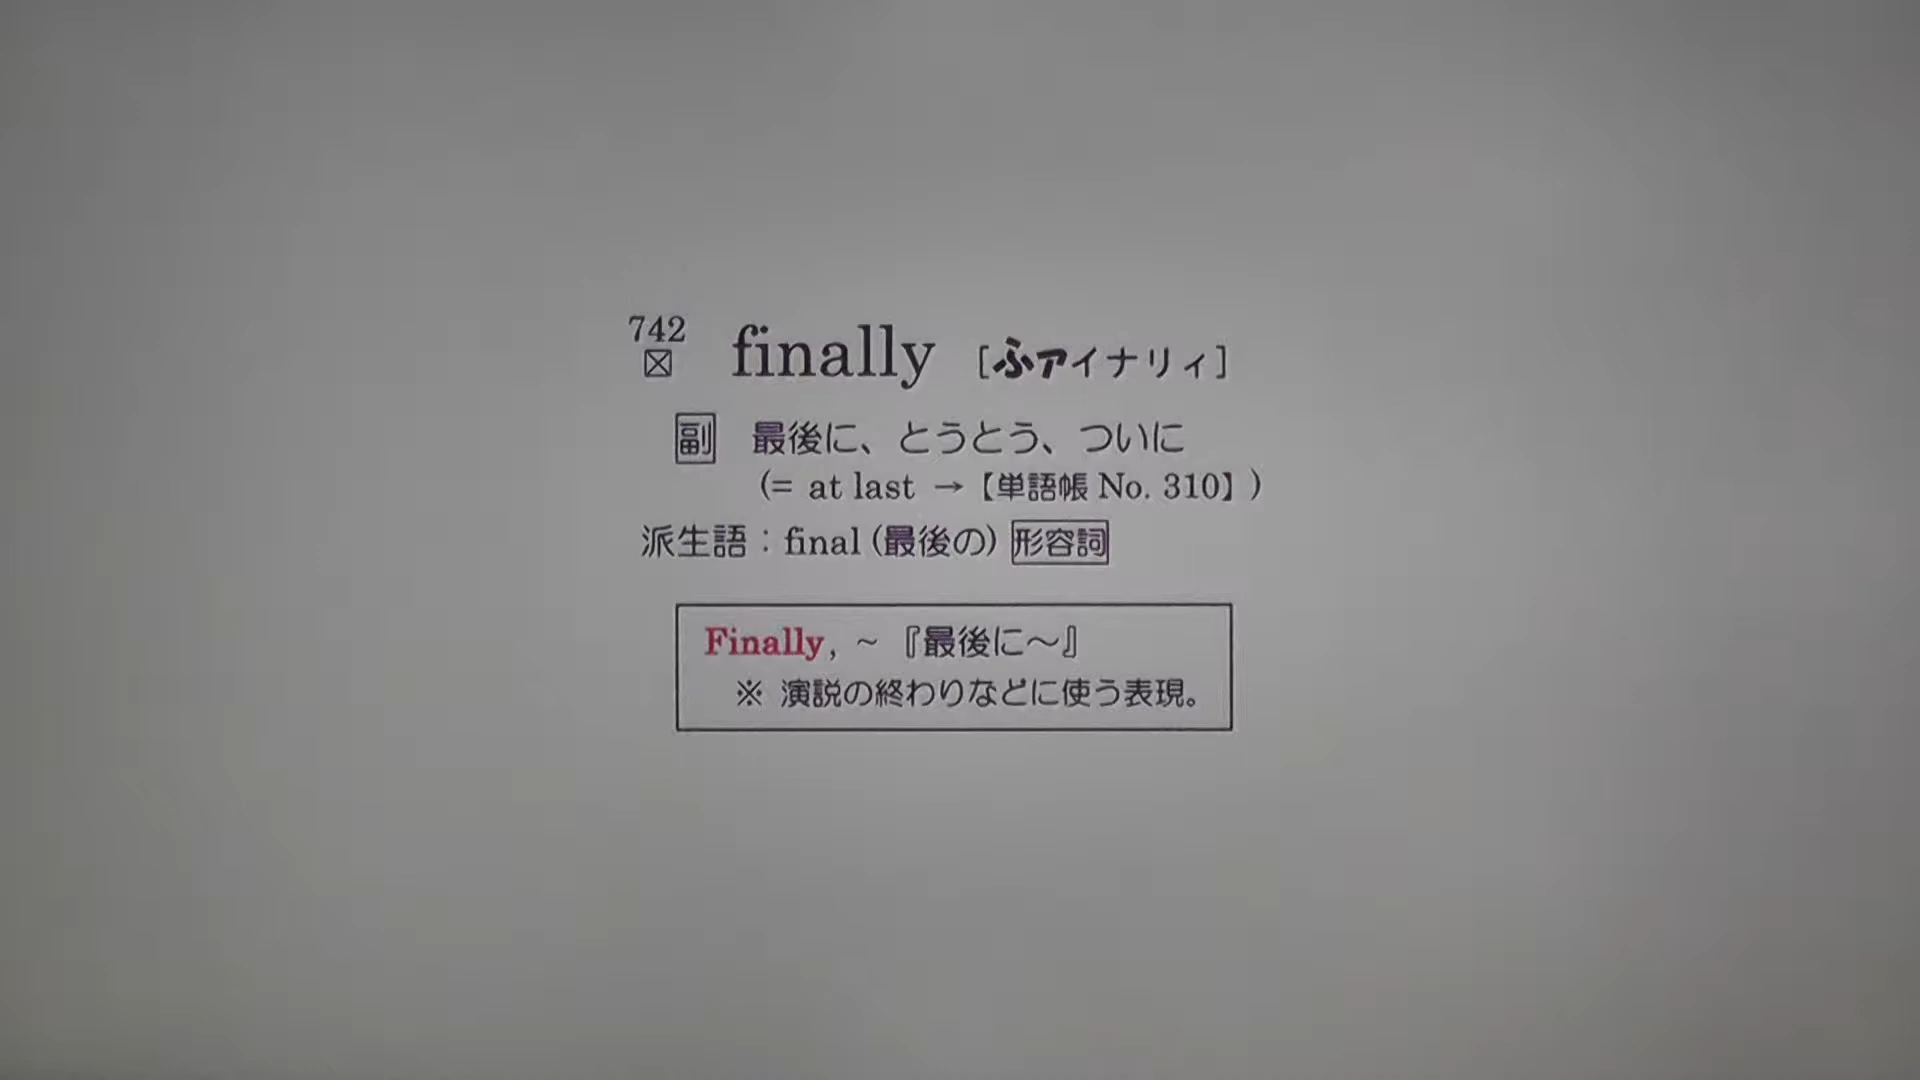 742
☒ finally [ふァイナリィ]
副 最後に、とうとう、ついに
(= at last →【単語帳 No. 310】)
派生語：final (最後の) 形容詞
Finally, ～『最後に～』
※ 演説の終わりなどに使う表現。